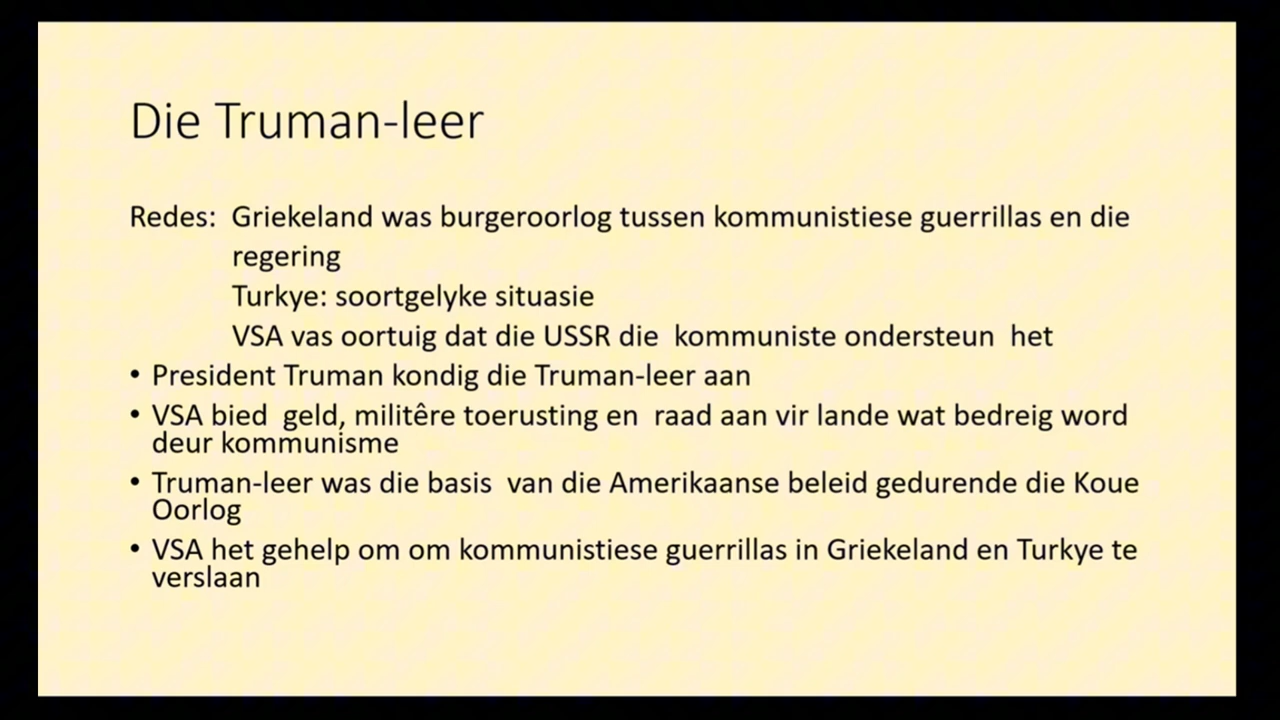 Die Truman-leer
Redes: Griekeland was burgeroorlog tussen kommunistiese guerrillas en die
regering
Turkye: soortgelyke situasie
VSA vas oortuig dat die USSR die kommuniste ondersteun het
• President Truman kondig die Truman-leer aan
• VSA bied geld, militêre toerusting en raad aan vir lande wat bedreig word
deur kommunisme
• Truman-leer was die basis van die Amerikaanse beleid gedurende die Koue
Oorlog
• VSA het gehelp om om kommunistiese guerrillas in Griekeland en Turkye te
verslaan